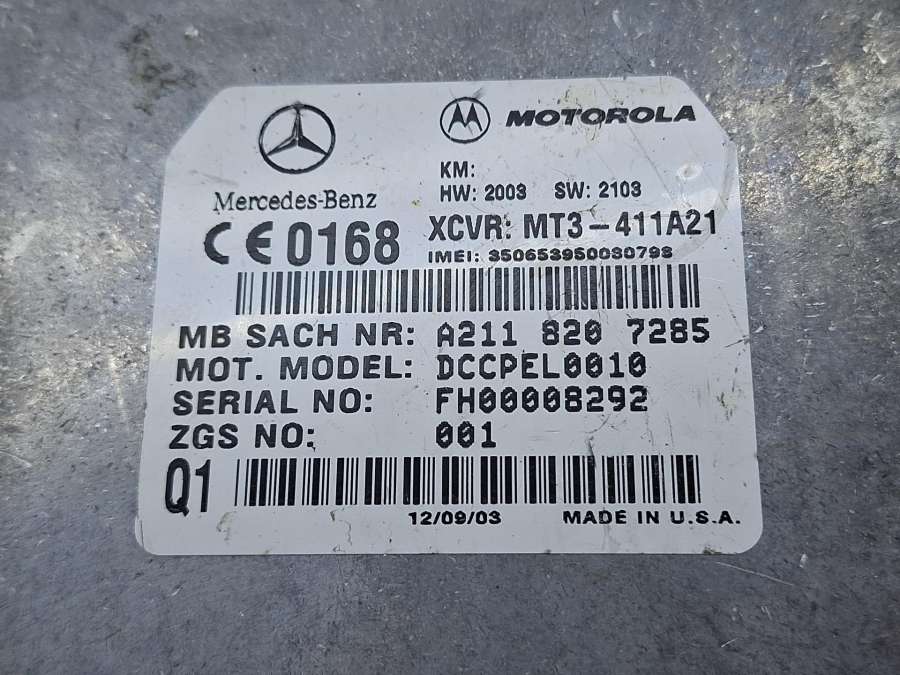 MOTOROLA
Mercedes-Benz
KM:
HW: 2003 SW: 2103
CE 0168
XCVR: MT3-411A21
IMEI: 350653950030793
MB SACH NR: A211 820 7285
MOT. MODEL: DCCPEL0010
SERIAL NO: FH00008292
ZGS NO: 001
Q1
12/09/03 MADE IN U.S.A.